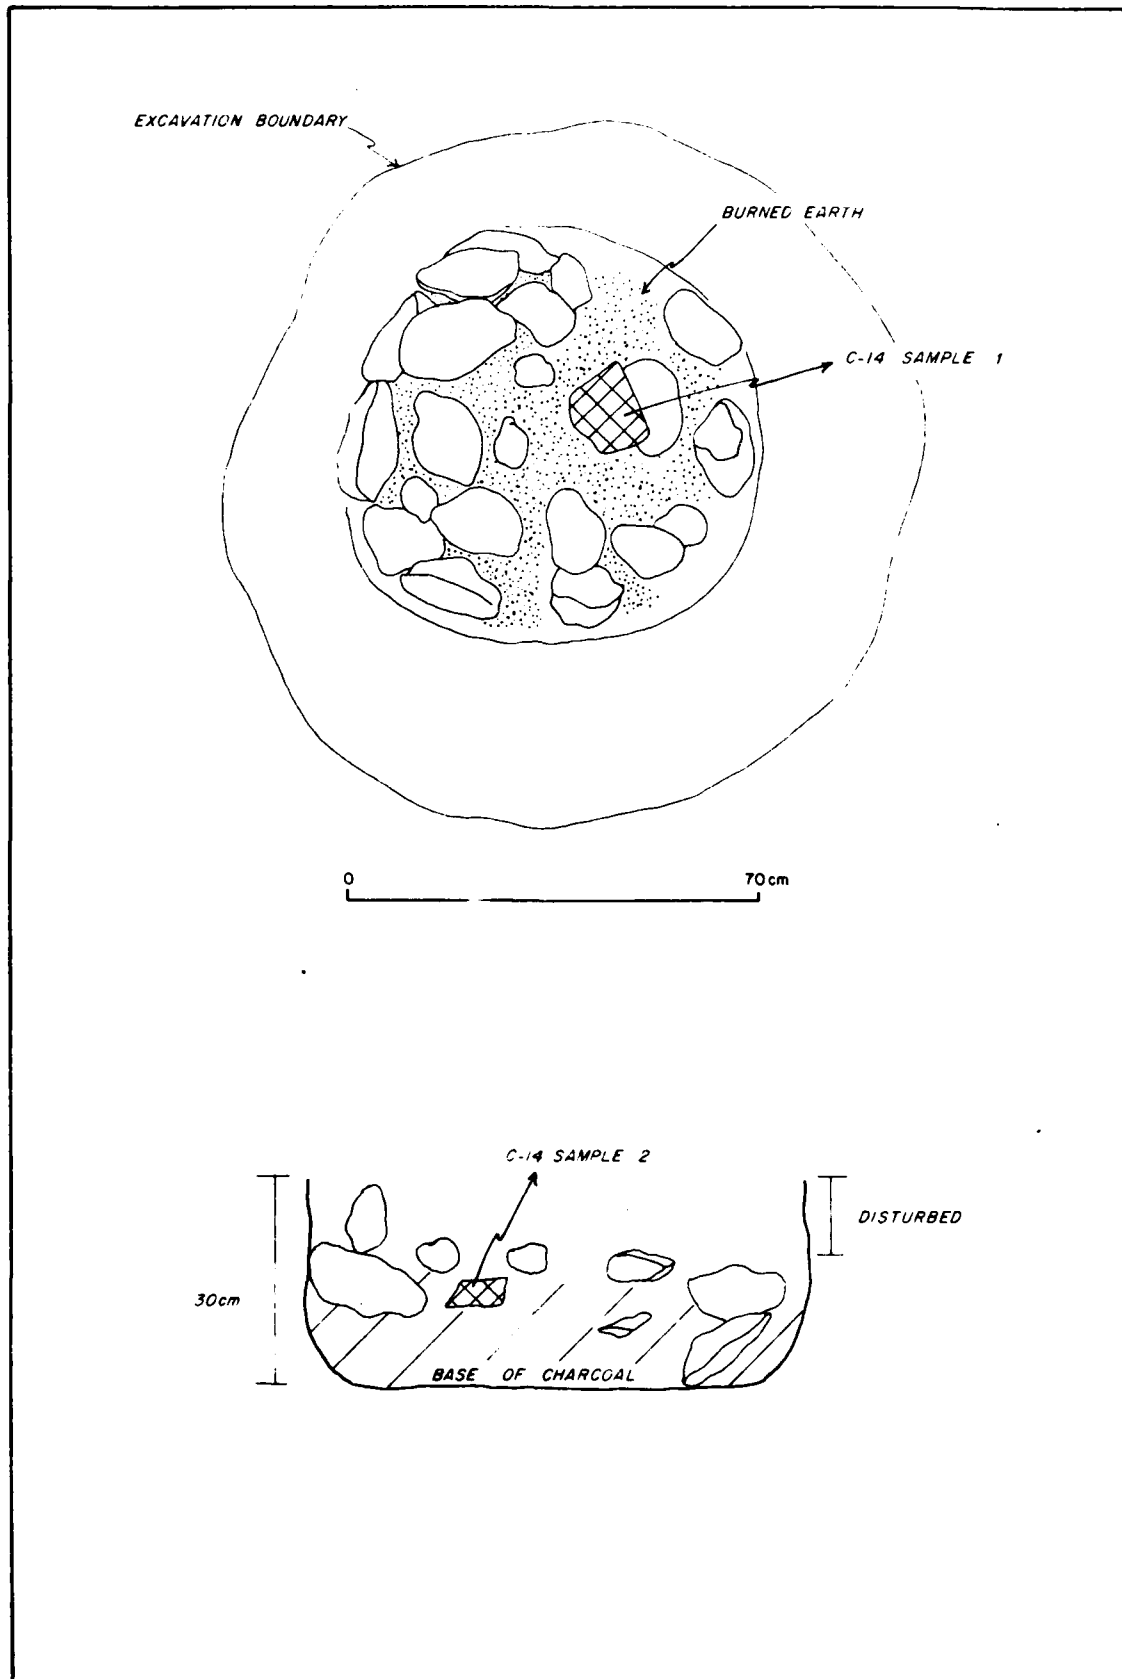 EXCAVATION BOUNDARY
BURNED EARTH
C-14 SAMPLE 1
0 70cm
C-14 SAMPLE 2
DISTURBED
30cm
BASE OF CHARCOAL